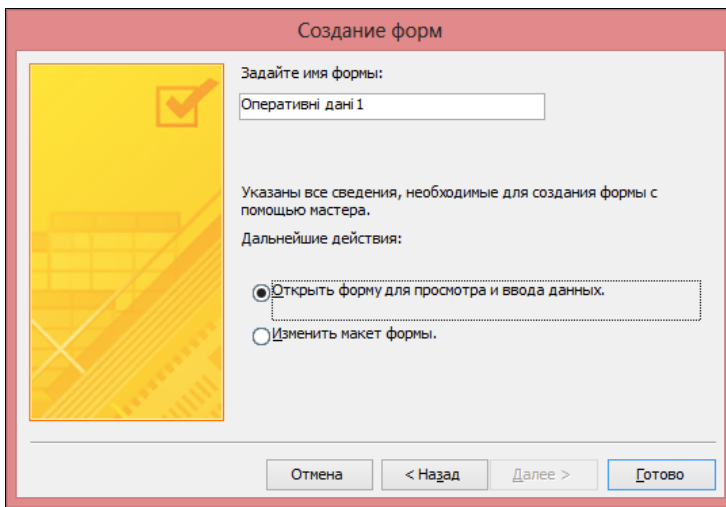 Создание форм
Задайте имя формы:
Оперативні дані 1
Указаны все сведения, необходимые для создания формы с
помощью мастера.
Дальнейшие действия:
Открыть форму для просмотра и ввода данных.
Изменить макет формы.
Отмена
< Назад
Далее >
Готово